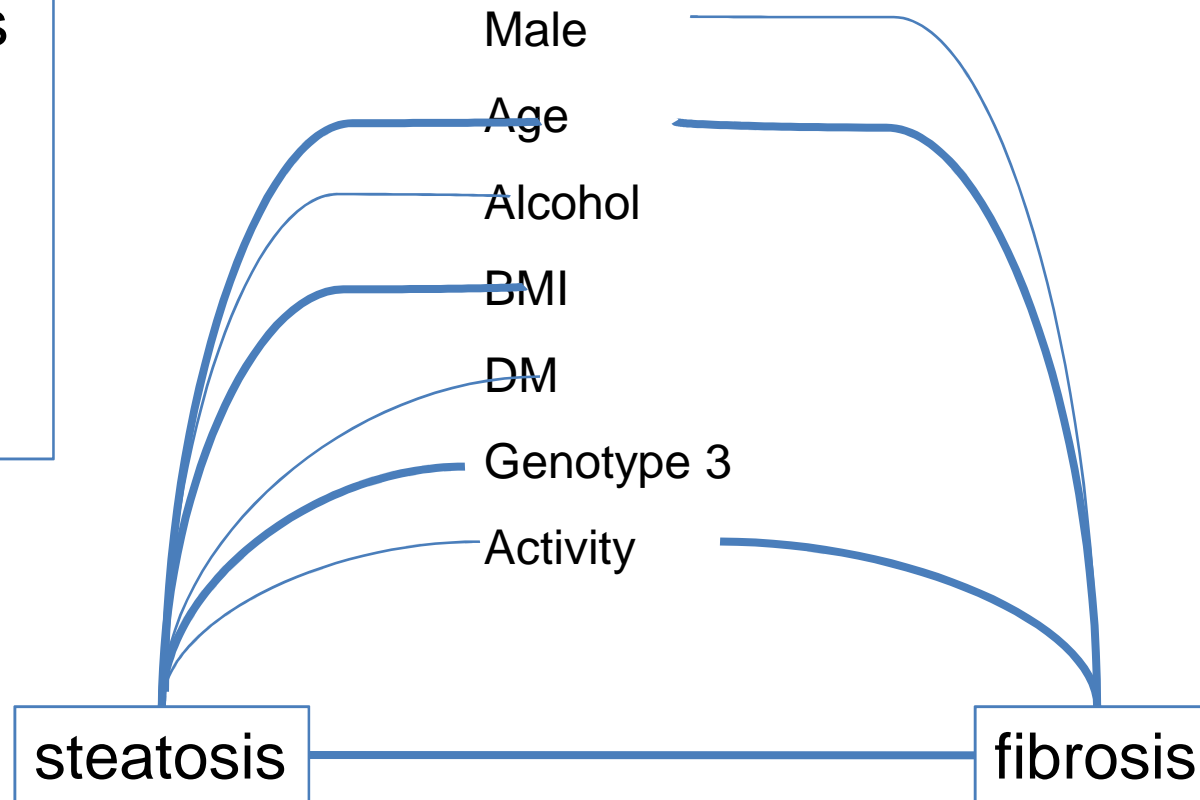 s
Male
Age
Alcohol
BMI
DM
Genotype 3
Activity
steatosis
fibrosis